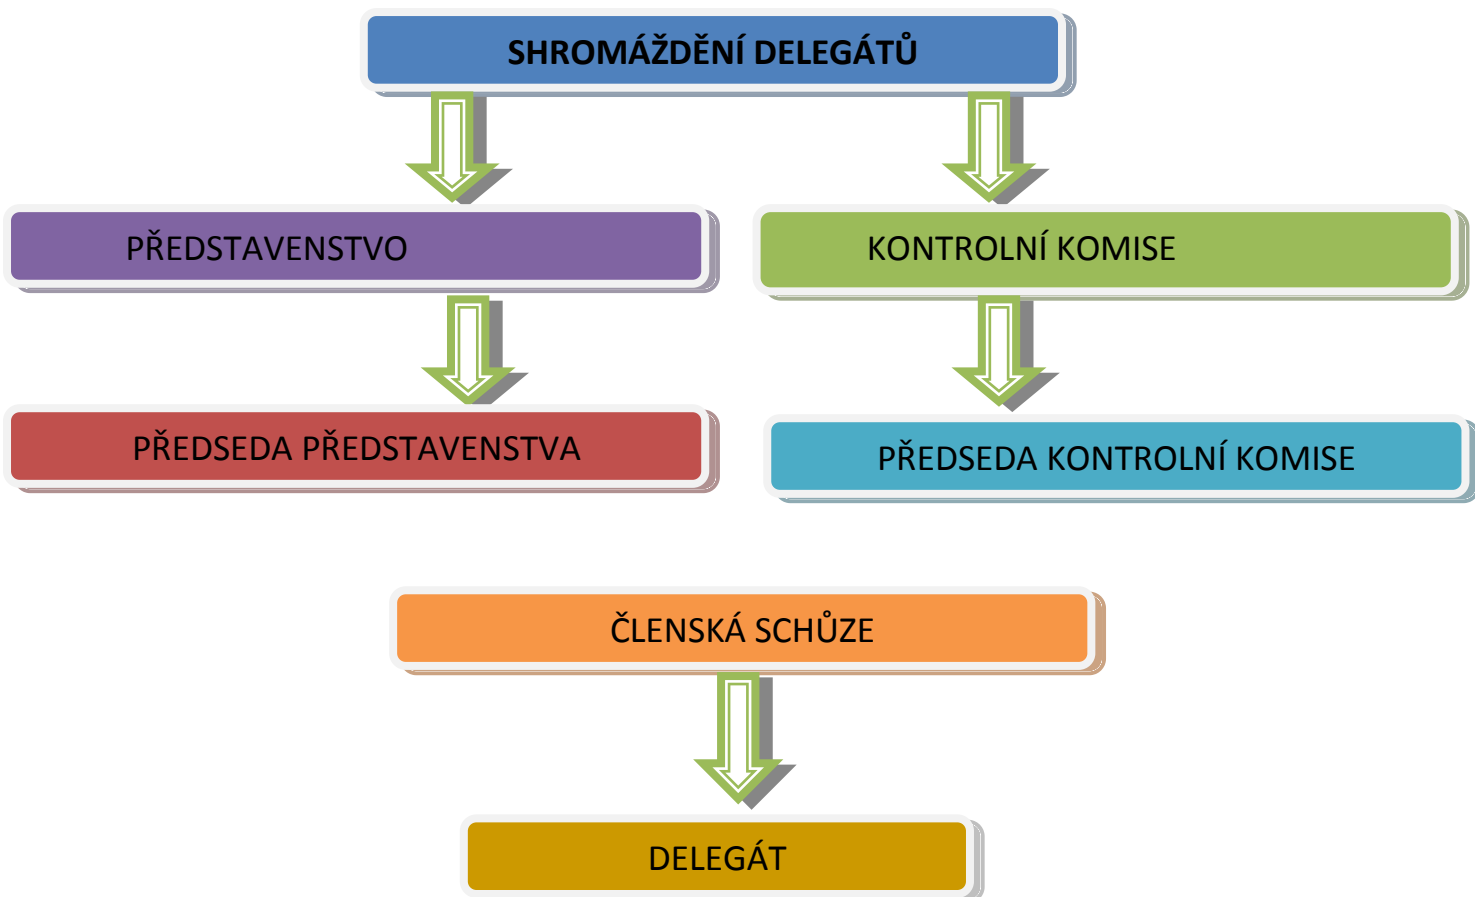 SHROMÁŽDĚNÍ DELEGÁTŮ
PŘEDSTAVENSTVO
KONTROLNÍ KOMISE
PŘEDSEDA PŘEDSTAVENSTVA
PŘEDSEDA KONTROLNÍ KOMISE
ČLENSKÁ SCHŮZE
DELEGÁT